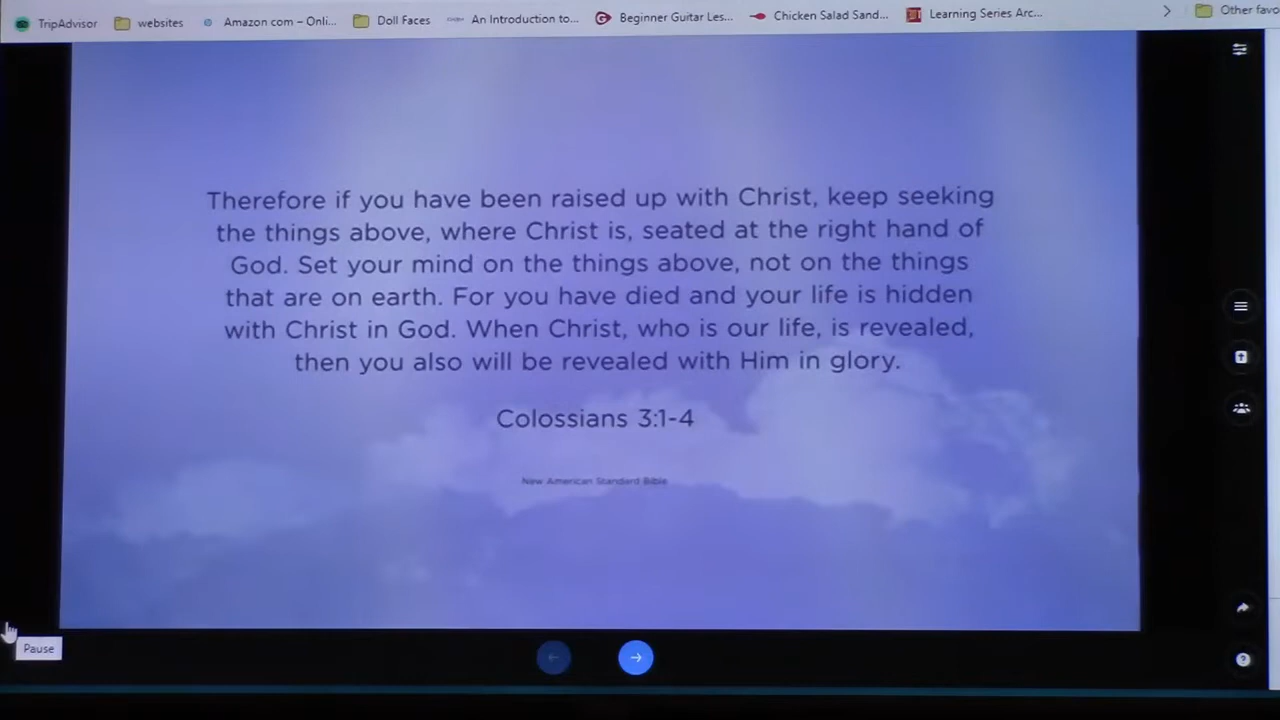 TripAdvisor websites Amazon com – Onli... Doll Faces An Introduction to... Beginner Guitar Les... Chicken Salad Sand... Learning Series Arc... Other favo
Therefore if you have been raised up with Christ, keep seeking
the things above, where Christ is, seated at the right hand of
God. Set your mind on the things above, not on the things
that are on earth. For you have died and your life is hidden
with Christ in God. When Christ, who is our life, is revealed,
then you also will be revealed with Him in glory.
Colossians 3:1-4
New American Standard Bible
Pause